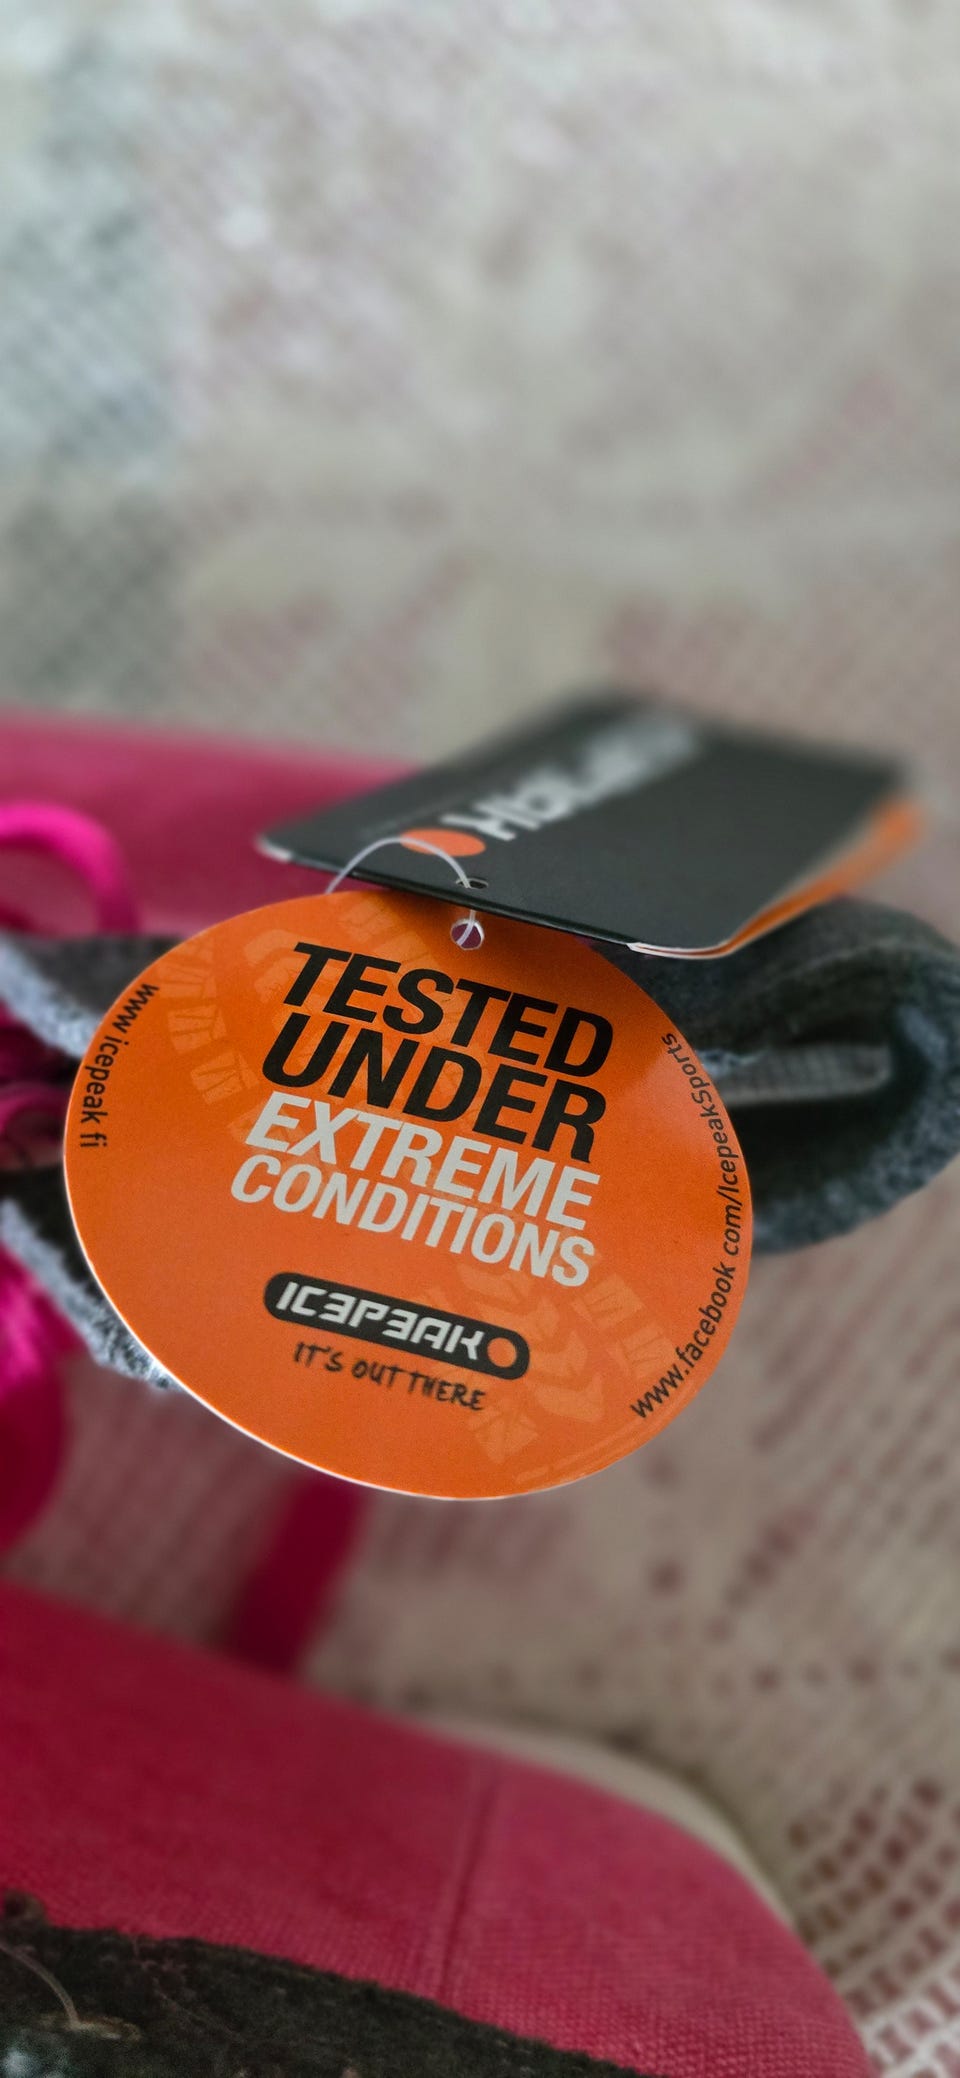 TESTED
UNDER
EXTREME
CONDITIONS
ICEPEAK
IT'S OUT THERE
www.icepeak fi
www.facebook com/IcepeakSports